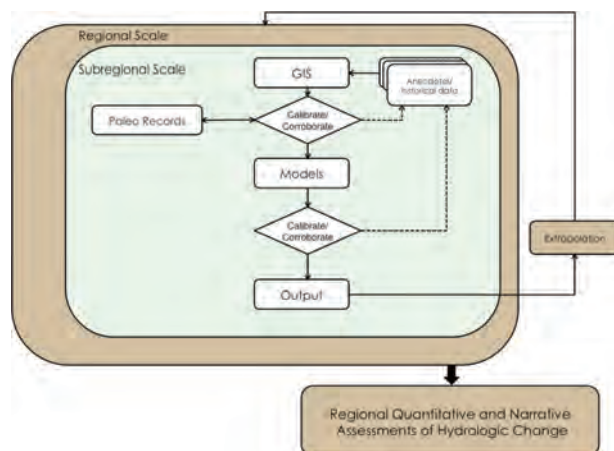 Regional Scale
Subregional Scale
GIS
Anecdotes/
historical data
Paleo Records
Calibrate/
Corroborate
Models
Calibrate/
Corroborate
Extrapolation
Output
Regional Quantitative and Narrative
Assessments of Hydrologic Change